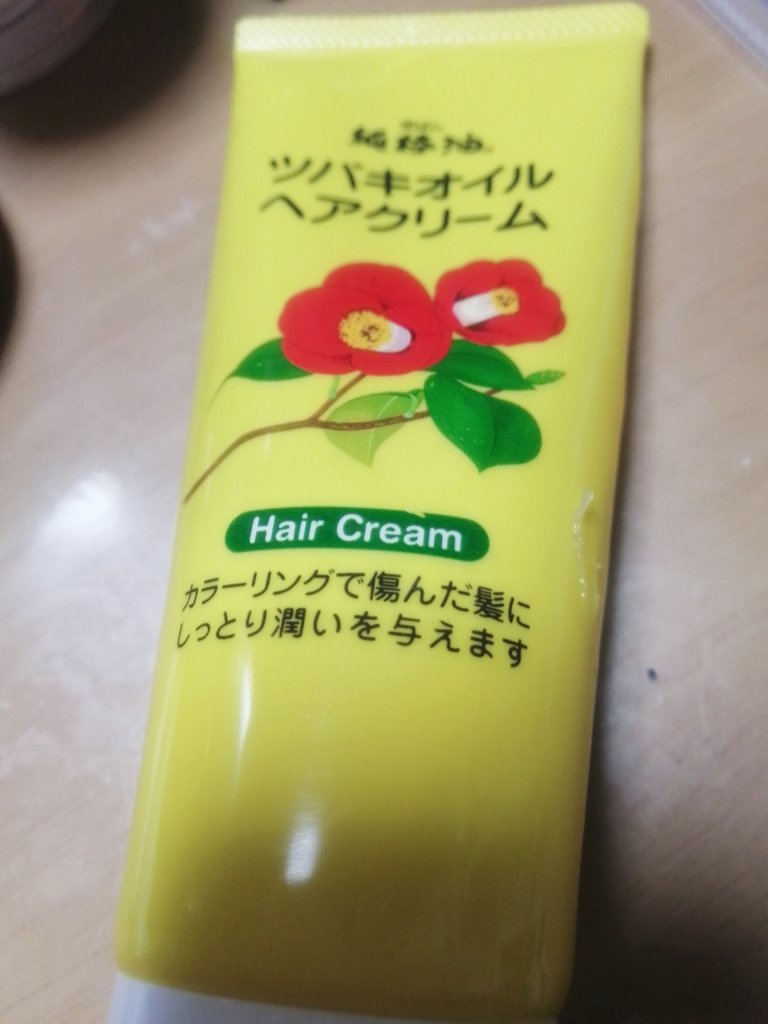 純椿油
ツバキオイル
ヘアクリーム
Hair Cream
カラーリングで傷んだ髪に
しっとり潤いを与えます